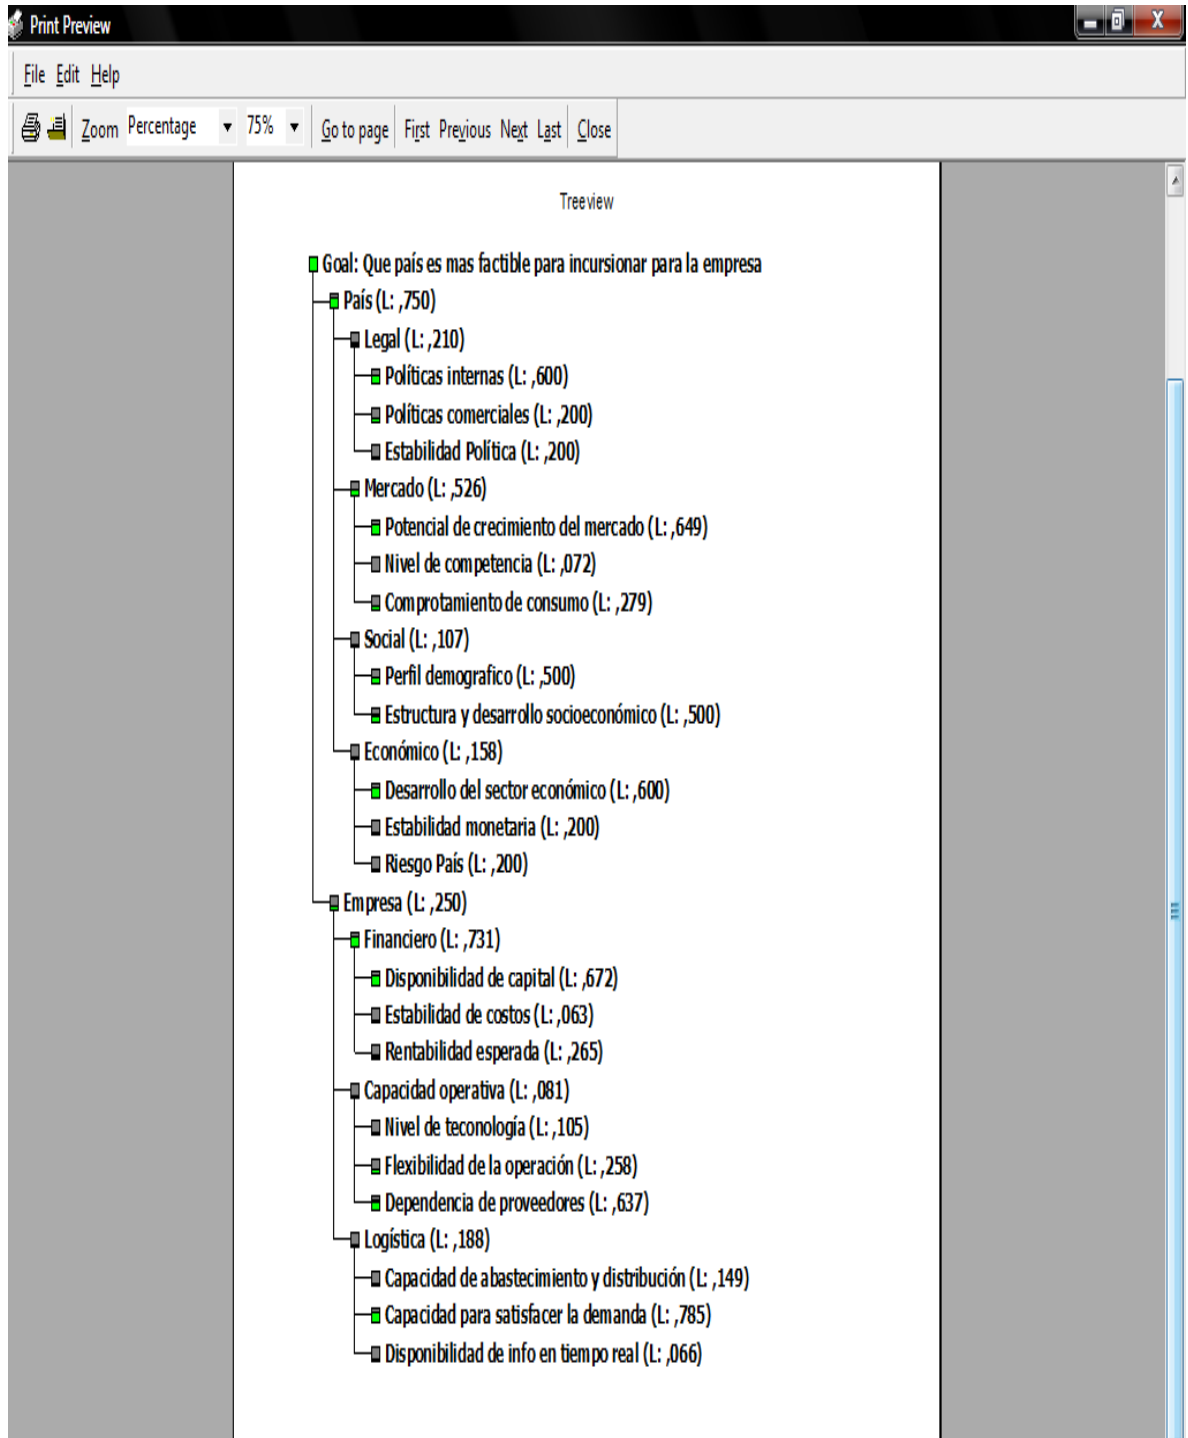 Print Preview
File Edit Help
Zoom Percentage 75% Go to page First Previous Next Last Close
Treeview
Goal: Que país es mas factible para incursionar para la empresa
País (L: ,750)
Legal (L: ,210)
Políticas internas (L: ,600)
Políticas comerciales (L: ,200)
Estabilidad Política (L: ,200)
Mercado (L: ,526)
Potencial de crecimiento del mercado (L: ,649)
Nivel de competencia (L: ,072)
Comprotamiento de consumo (L: ,279)
Social (L: ,107)
Perfil demografico (L: ,500)
Estructura y desarrollo socioeconómico (L: ,500)
Económico (L: ,158)
Desarrollo del sector económico (L: ,600)
Estabilidad monetaria (L: ,200)
Riesgo País (L: ,200)
Empresa (L: ,250)
Financiero (L: ,731)
Disponibilidad de capital (L: ,672)
Estabilidad de costos (L: ,063)
Rentabilidad esperada (L: ,265)
Capacidad operativa (L: ,081)
Nivel de teconología (L: ,105)
Flexibilidad de la operación (L: ,258)
Dependencia de proveedores (L: ,637)
Logística (L: ,188)
Capacidad de abastecimiento y distribución (L: ,149)
Capacidad para satisfacer la demanda (L: ,785)
Disponibilidad de info en tiempo real (L: ,066)